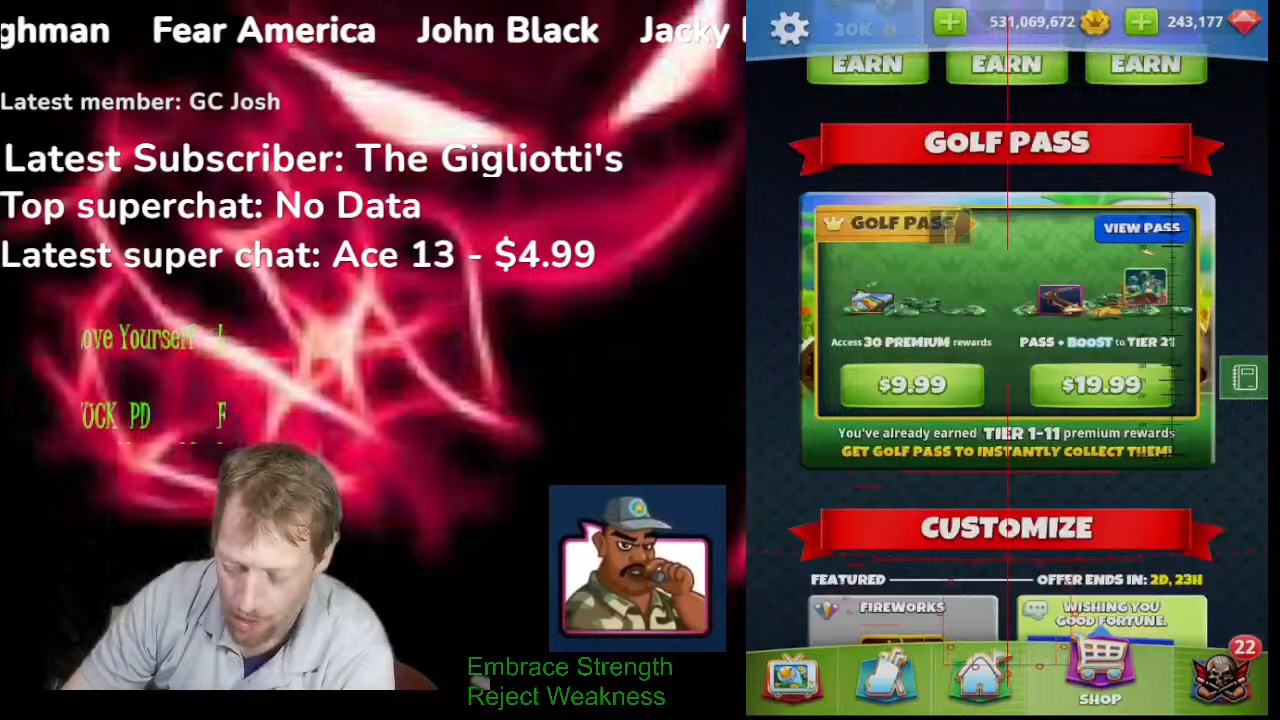 ghman Fear America John Black Jacky
Latest member: GC Josh
Latest Subscriber: The Gigliotti's
Top superchat: No Data
Latest super chat: Ace 13 - $4.99
ove Yourself
UCK PD F
Embrace Strength
Reject Weakness
20K
531,069,672
243,177
EARN EARN EARN
GOLF PASS
GOLF PASS
VIEW PASS
Access 30 PREMIUM rewards
PASS + BOOST to TIER 21
$9.99
$19.99
You've already earned TIER 1-11 premium rewards
GET GOLF PASS TO INSTANTLY COLLECT THEM!
CUSTOMIZE
FEATURED
OFFER ENDS IN: 2D, 23H
FIREWORKS
WISHING YOU
GOOD FORTUNE.
SHOP
22